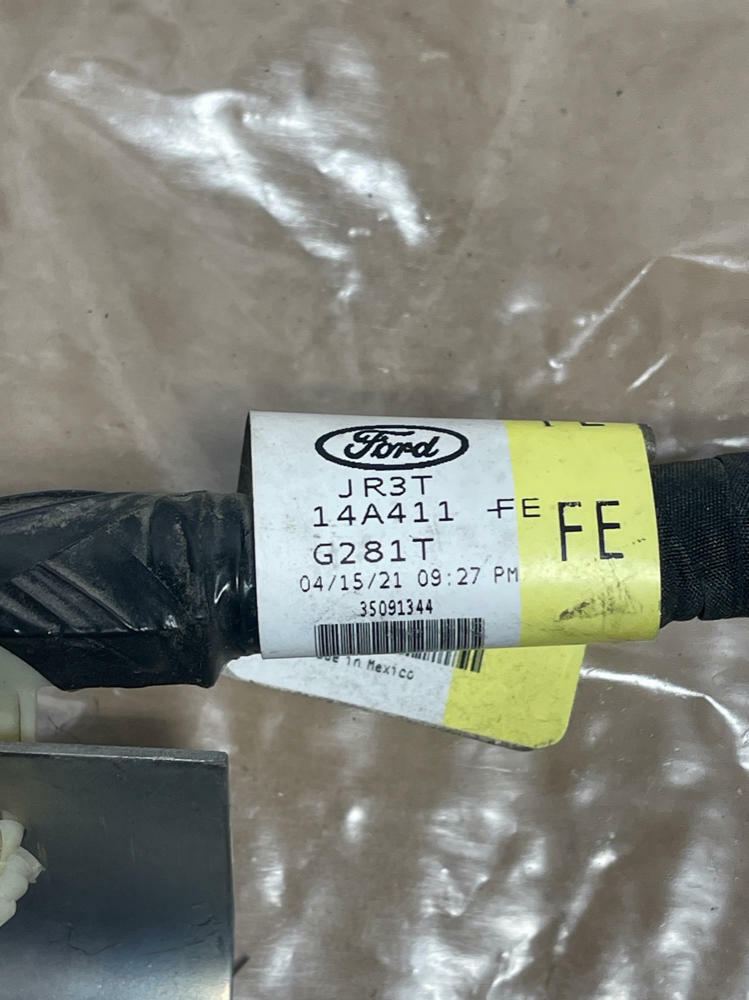 Ford
JR3T
14A411 -FE FE
G281T
04/15/21 09:27 PM
35091344
in Mexico